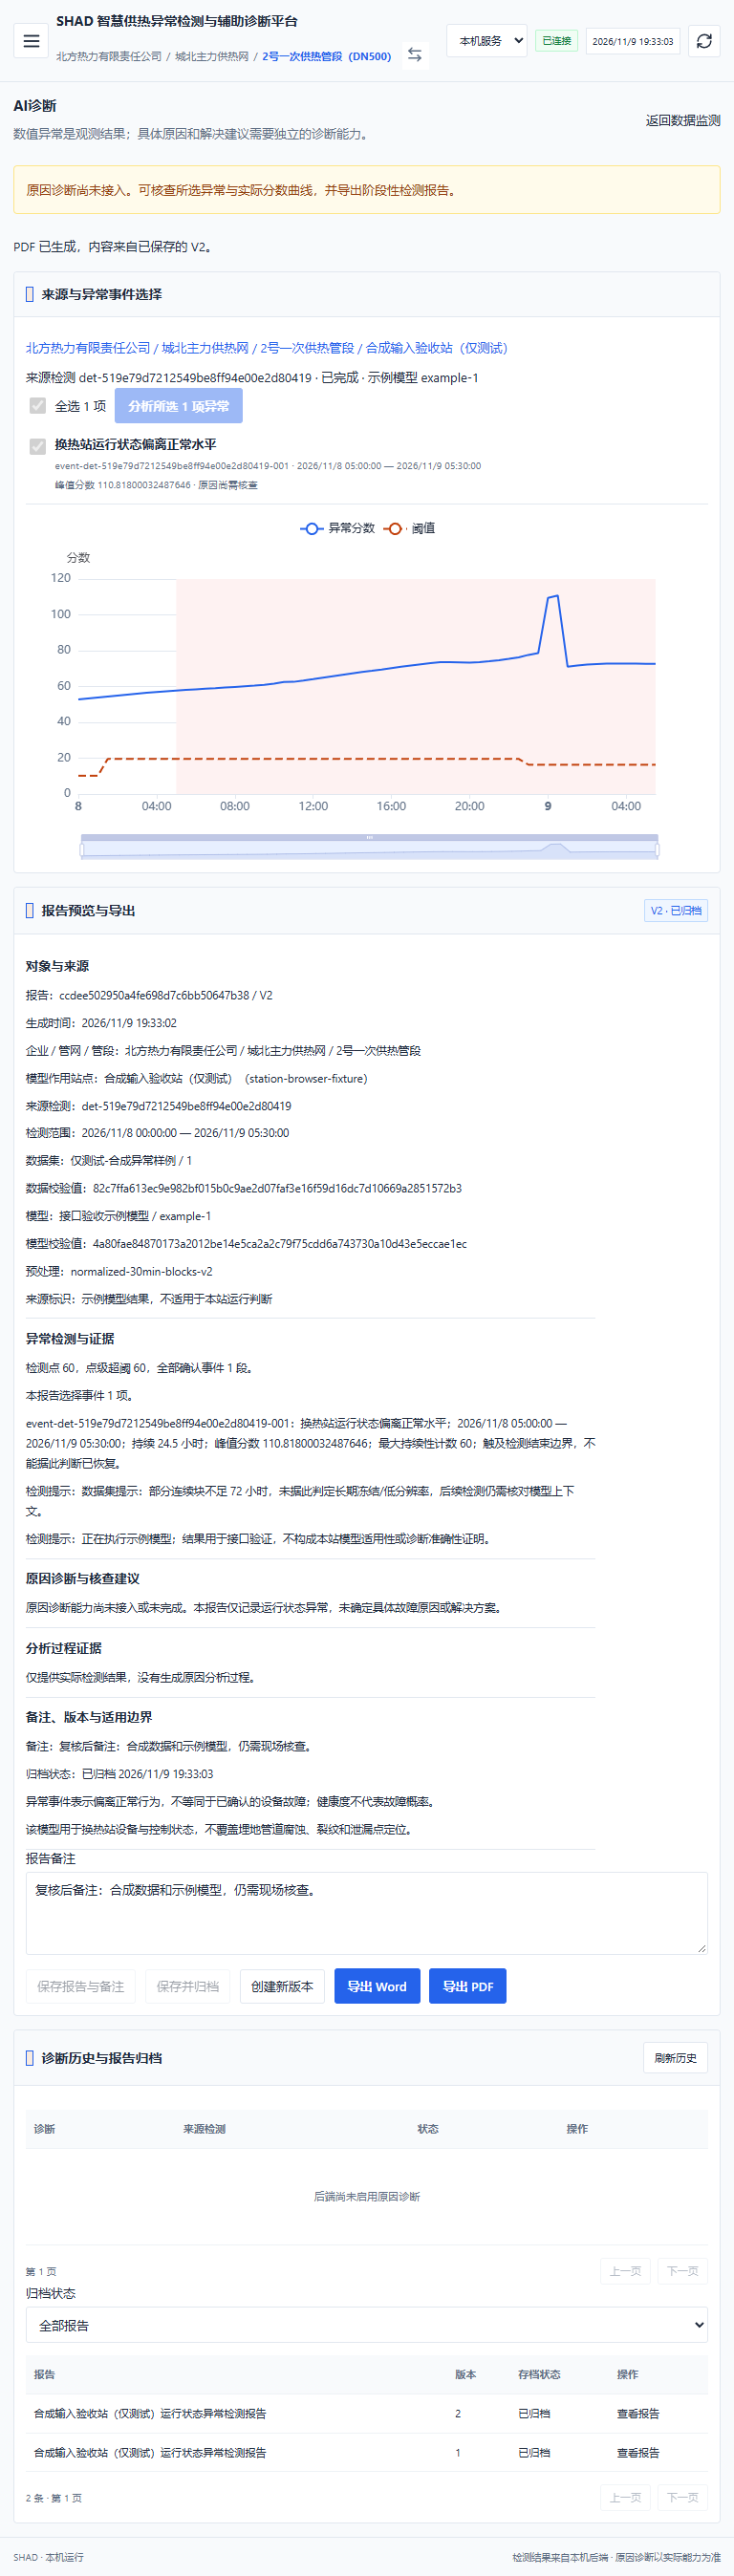 SHAD 智慧供热异常检测与辅助诊断平台
北方热力有限责任公司 / 城北主力供热网 / 2号一次供热管段（DN500）
本机服务
已连接
2026/11/9 19:33:03
AI诊断
数值异常是观测结果；具体原因和解决建议需要独立的诊断能力。
返回数据监测
原因诊断尚未接入。可核查所选异常与实际分数曲线，并导出阶段性检测报告。
PDF 已生成，内容来自已保存的 V2。
来源与异常事件选择
北方热力有限责任公司 / 城北主力供热网 / 2号一次供热管段 / 合成输入验收站（仅测试）
来源检测 det-519e79d7212549be8ff94e00e2d80419 · 已完成 · 示例模型 example-1
全选 1 项
分析所选 1 项异常
换热站运行状态偏离正常水平
event-det-519e79d7212549be8ff94e00e2d80419-001 · 2026/11/8 05:00:00 — 2026/11/9 05:30:00
峰值分数 110.81800032487646 · 原因尚需核查
异常分数
阈值
分数
120
100
80
60
40
20
0
8
04:00
08:00
12:00
16:00
20:00
9
04:00
报告预览与导出
V2 · 已归档
对象与来源
报告：ccdee502950a4fe698d7c6bb50647b38 / V2
生成时间：2026/11/9 19:33:02
企业 / 管网 / 管段：北方热力有限责任公司 / 城北主力供热网 / 2号一次供热管段
模型作用站点：合成输入验收站（仅测试）（station-browser-fixture）
来源检测：det-519e79d7212549be8ff94e00e2d80419
检测范围：2026/11/8 00:00:00 — 2026/11/9 05:30:00
数据集：仅测试-合成异常样例 / 1
数据校验值：82c7ffa613ec9e982bf015b0c9ae2d07faf3e16f59d16dc7d10669a2851572b3
模型：接口验收示例模型 / example-1
模型校验值：4a80fae84870173a2012be14e5ca2a2c79f75cdd6a743730a10d43e5eccae1ec
预处理：normalized-30min-blocks-v2
来源标识：示例模型结果，不适用于本站运行判断
异常检测与证据
检测点 60，点级超阈 60，全部确认事件 1 段。
本报告选择事件 1 项。
event-det-519e79d7212549be8ff94e00e2d80419-001：换热站运行状态偏离正常水平；2026/11/8 05:00:00 —
2026/11/9 05:30:00；持续 24.5 小时；峰值分数 110.81800032487646；最大持续性计数 60；触及检测结束边界，不
能据此判断已恢复。
检测提示：数据集提示：部分连续块不足 72 小时，未据此判定长期冻结/低分辨率，后续检测仍需核对模型上下
文。
检测提示：正在执行示例模型；结果用于接口验证，不构成本站模型适用性或诊断准确性证明。
原因诊断与核查建议
原因诊断能力尚未接入或未完成。本报告仅记录运行状态异常，未确定具体故障原因或解决方案。
分析过程证据
仅提供实际检测结果，没有生成原因分析过程。
备注、版本与适用边界
备注：复核后备注：合成数据和示例模型，仍需现场核查。
归档状态：已归档 2026/11/9 19:33:03
异常事件表示偏离正常行为，不等同于已确认的设备故障；健康度不代表故障概率。
该模型用于换热站设备与控制状态，不覆盖埋地管道腐蚀、裂纹和泄漏点定位。
报告备注
复核后备注：合成数据和示例模型，仍需现场核查。
保存报告与备注
保存并归档
创建新版本
导出 Word
导出 PDF
诊断历史与报告归档
刷新历史
诊断
来源检测
状态
操作
后端尚未启用原因诊断
第 1 页
上一页
下一页
归档状态
全部报告
报告
版本
存档状态
操作
合成输入验收站（仅测试）运行状态异常检测报告
2
已归档
查看报告
合成输入验收站（仅测试）运行状态异常检测报告
1
已归档
查看报告
2 条 · 第 1 页
上一页
下一页
SHAD · 本机运行
检测结果来自本机后端 · 原因诊断以实际能力为准